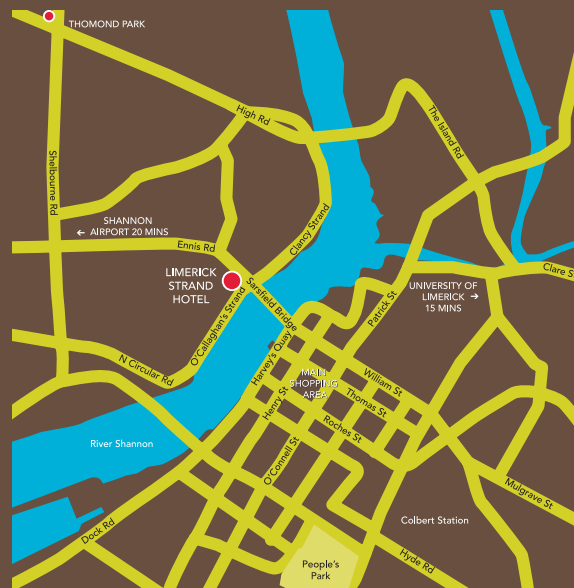 THOMOND PARK
High Rd
The Island Rd
Shelbourne Rd
SHANNON
← AIRPORT 20 MINS
Ennis Rd
Clancy Strand
LIMERICK
STRAND
HOTEL
Sarsfield Bridge
Clare S
UNIVERSITY OF
LIMERICK →
15 MINS
Patrick St
O'Callaghan's Strand
N Circular Rd
Harvey's Quay
MAIN
SHOPPING
AREA
William St
Thomas St
Henry St
Roches St
River Shannon
O'Connell St
Mulgrave St
Colbert Station
Dock Rd
Hyde Rd
People's
Park